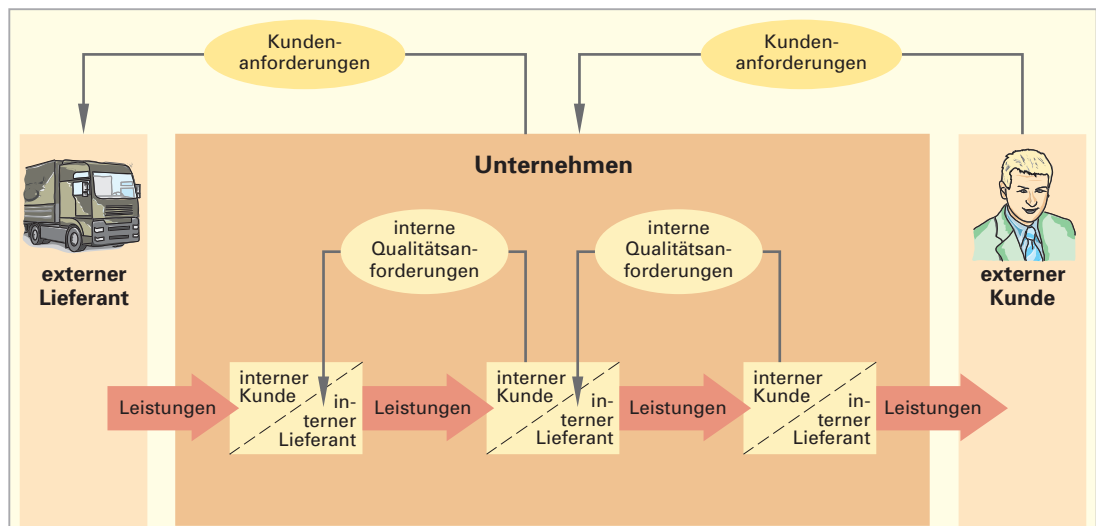 Kunden-
anforderungen
Kunden-
anforderungen
Unternehmen
externer
Lieferant
interne
Qualitätsan-
forderungen
interne
Qualitätsan-
forderungen
externer
Kunde
Leistungen
interner
Kunde
in-
terner
Lieferant
Leistungen
interner
Kunde
in-
terner
Lieferant
Leistungen
interner
Kunde
in-
terner
Lieferant
Leistungen